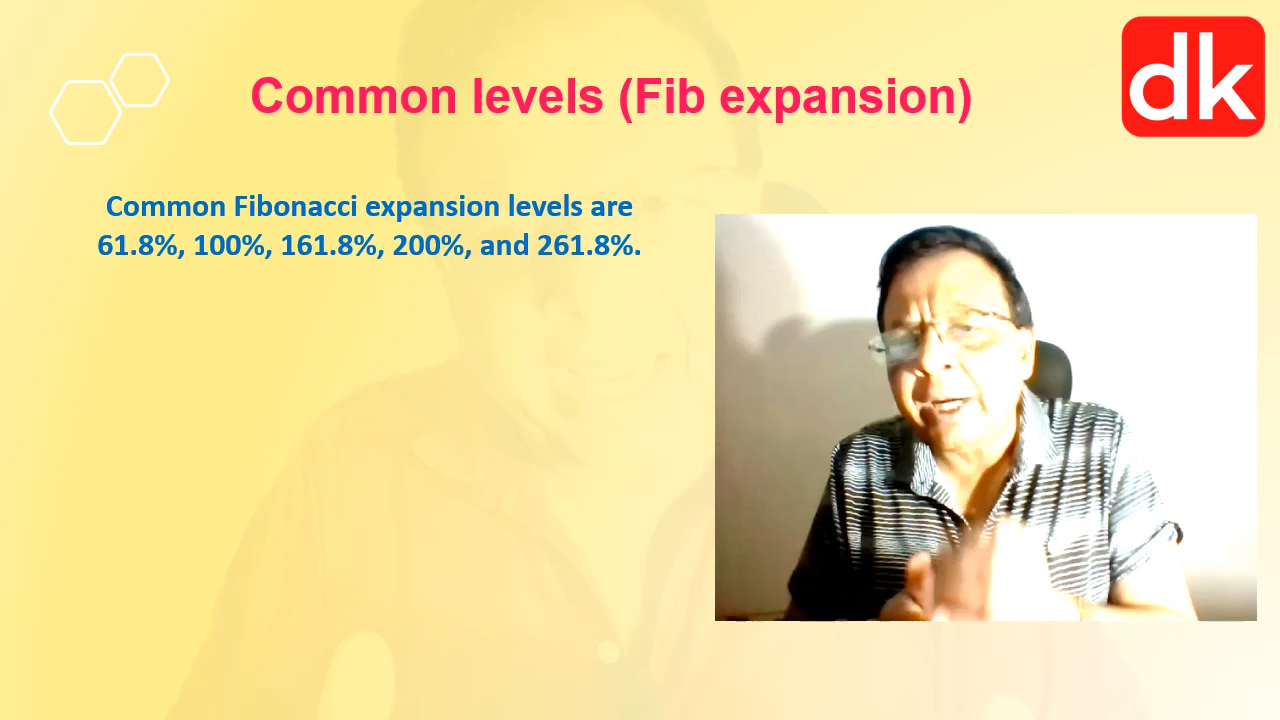 Common levels (Fib expansion)
dk
Common Fibonacci expansion levels are
61.8%, 100%, 161.8%, 200%, and 261.8%.